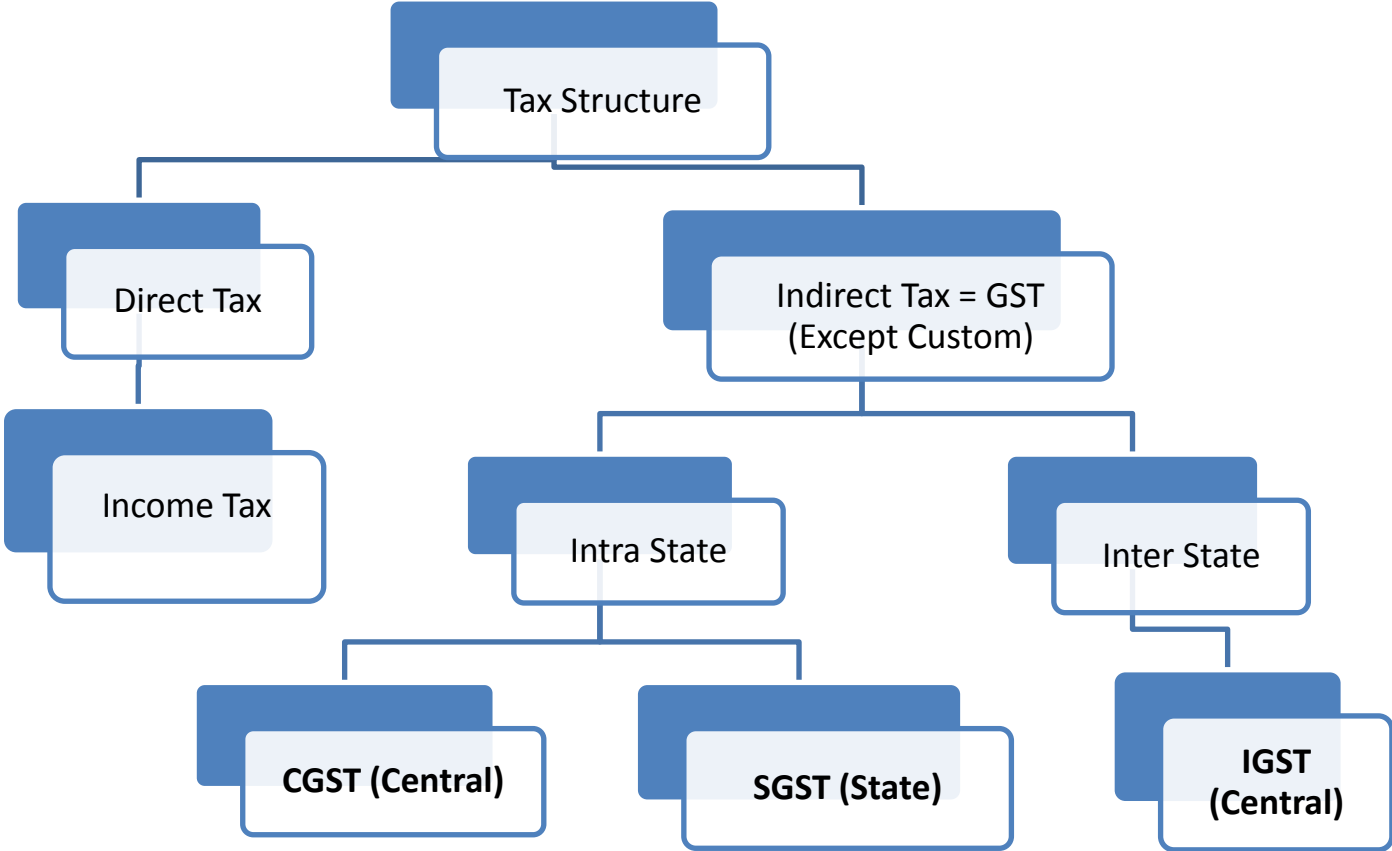 Tax Structure
Direct Tax
Indirect Tax = GST
(Except Custom)
Income Tax
Intra State
Inter State
CGST (Central)
SGST (State)
IGST
(Central)